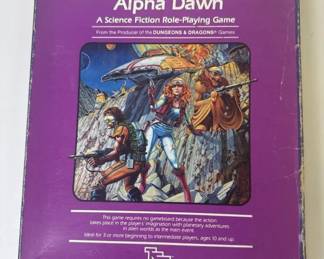 Alpha Dawn
A Science Fiction Role-Playing Game
From the Producer of the DUNGEONS & DRAGONS® Games
This game requires no gameboard because the action
takes place in the players' imagination with planetary adventures
in alien worlds as the main event.
Ideal for 3 or more beginning to intermediate players, ages 10 and up.